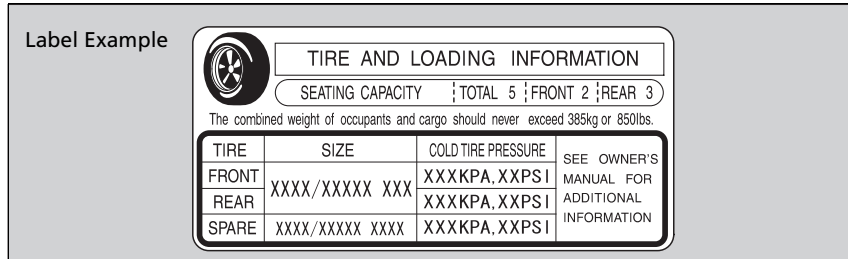 Label Example
TIRE AND LOADING INFORMATION
SEATING CAPACITY TOTAL 5 FRONT 2 REAR 3
The combined weight of occupants and cargo should never exceed 385kg or 850lbs.
TIRE SIZE COLD TIRE PRESSURE
SEE OWNER'S
MANUAL FOR
ADDITIONAL
INFORMATION
FRONT XXXX/XXXXX XXX XXXKPA,XXPSI
REAR XXXKPA,XXPSI
SPARE XXXX/XXXXX XXXX XXXKPA,XXPSI